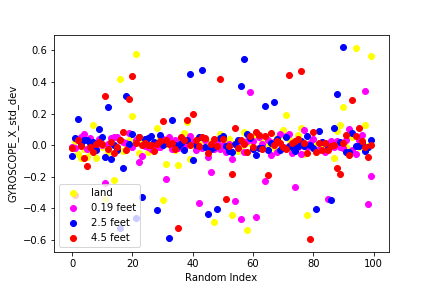 0.6
0.4
0.2
0.0
−0.2
−0.4
−0.6
GYROSCOPE_X_std_dev
land
0.19 feet
2.5 feet
4.5 feet
0 20 40 60 80 100
Random Index